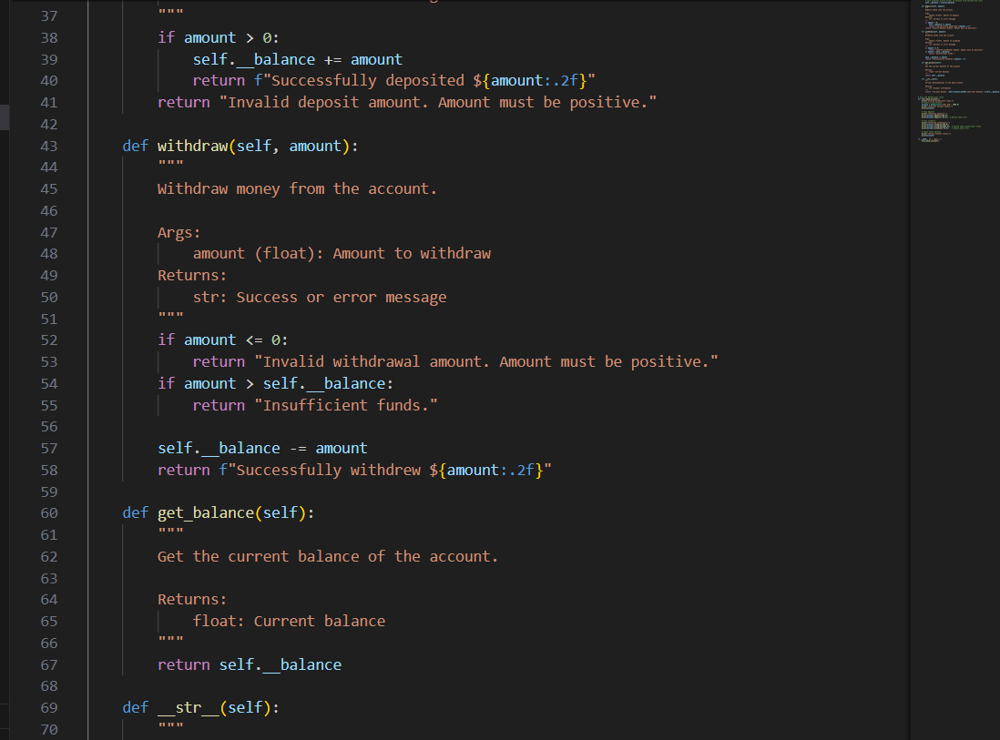 37 """
38 if amount > 0:
39 self.__balance += amount
40 return f"Successfully deposited ${amount:.2f}"
41 return "Invalid deposit amount. Amount must be positive."
42
43 def withdraw(self, amount):
44 """
45 Withdraw money from the account.
46
47 Args:
48 amount (float): Amount to withdraw
49 Returns:
50 str: Success or error message
51 """
52 if amount <= 0:
53 return "Invalid withdrawal amount. Amount must be positive."
54 if amount > self.__balance:
55 return "Insufficient funds."
56
57 self.__balance -= amount
58 return f"Successfully withdrew ${amount:.2f}"
59
60 def get_balance(self):
61 """
62 Get the current balance of the account.
63
64 Returns:
65 float: Current balance
66 """
67 return self.__balance
68
69 def __str__(self):
70 """